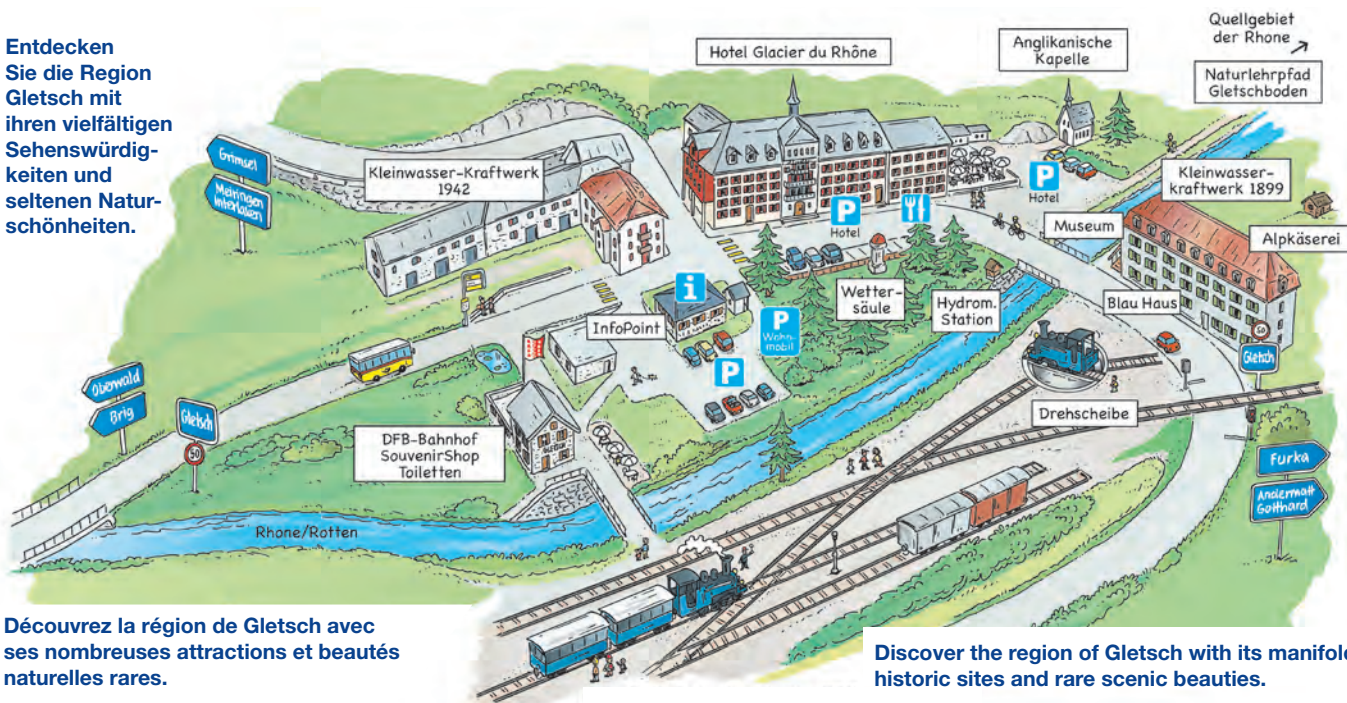 Entdecken
Sie die Region
Gletsch mit
ihren vielfältigen
Sehenswürdig-
keiten und
seltenen Natur-
schönheiten.
Quellgebiet
der Rhone
Hotel Glacier du Rhône
Anglikanische
Kapelle
Naturlehrpfad
Gletschboden
Grimsel
Meiringen
Interlaken
Kleinwasser-Kraftwerk
1942
P
Hotel
Kleinwasser-
kraftwerk 1899
P
Hotel
Museum
Alpkäserei
i
InfoPoint
P
Wohn-
mobil
Wetter-
säule
Hydrom.
Station
Blau Haus
50
Gletsch
P
Oberwald
Brig
Gletsch
50
DFB-Bahnhof
SouvenirShop
Toiletten
GLETSCH
Drehscheibe
Furka
Andermatt
Gotthard
Rhone/Rotten
Découvrez la région de Gletsch avec
ses nombreuses attractions et beautés
naturelles rares.
Discover the region of Gletsch with its manifold
historic sites and rare scenic beauties.